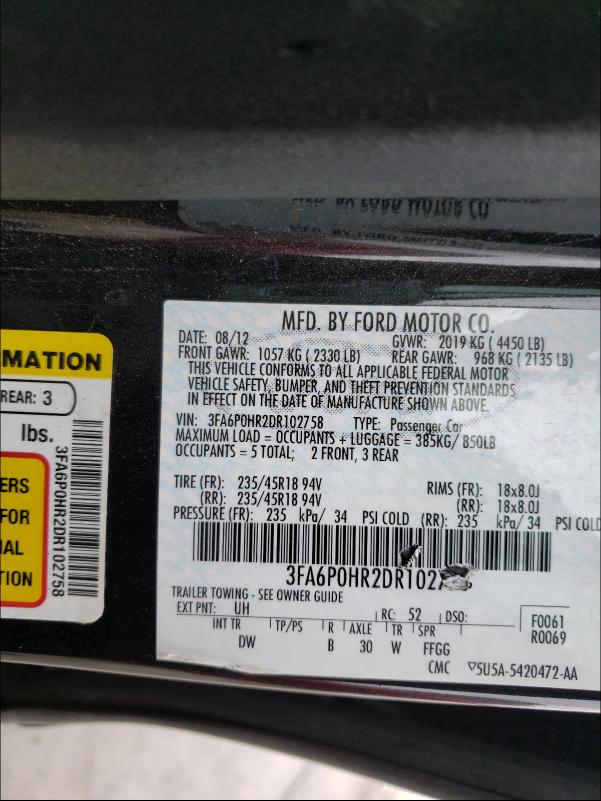 MFD. BY FORD MOTOR CO.
DATE: 08/12 GVWR: 2019 KG ( 4450 LB)
FRONT GAWR: 1057 KG ( 2330 LB) REAR GAWR: 968 KG ( 2135 LB)
THIS VEHICLE CONFORMS TO ALL APPLICABLE FEDERAL MOTOR
VEHICLE SAFETY, BUMPER, AND THEFT PREVENTION STANDARDS
IN EFFECT ON THE DATE OF MANUFACTURE SHOWN ABOVE.
VIN: 3FA6P0HR2DR102758 TYPE: Passenger Car
MAXIMUM LOAD = OCCUPANTS + LUGGAGE = 385KG/ 850LB
OCCUPANTS = 5 TOTAL; 2 FRONT, 3 REAR
TIRE (FR): 235/45R18 94V RIMS (FR): 18x8.0J
(RR): 235/45R18 94V (RR): 18x8.0J
PRESSURE (FR): 235 kPa/ 34 PSI COLD (RR): 235 kPa/ 34 PSI COLD
3FA6P0HR2DR102
TRAILER TOWING - SEE OWNER GUIDE
EXT PNT: UH RC: 52 DSO: F0061
INT TR TP/PS R AXLE TR SPR R0069
DW B 30 W FFGG
CMC 5U5A-5420472-AA
MATION
REAR: 3
lbs.
ERS
FOR
IAL
TION
3FA6P0HR2DR102758